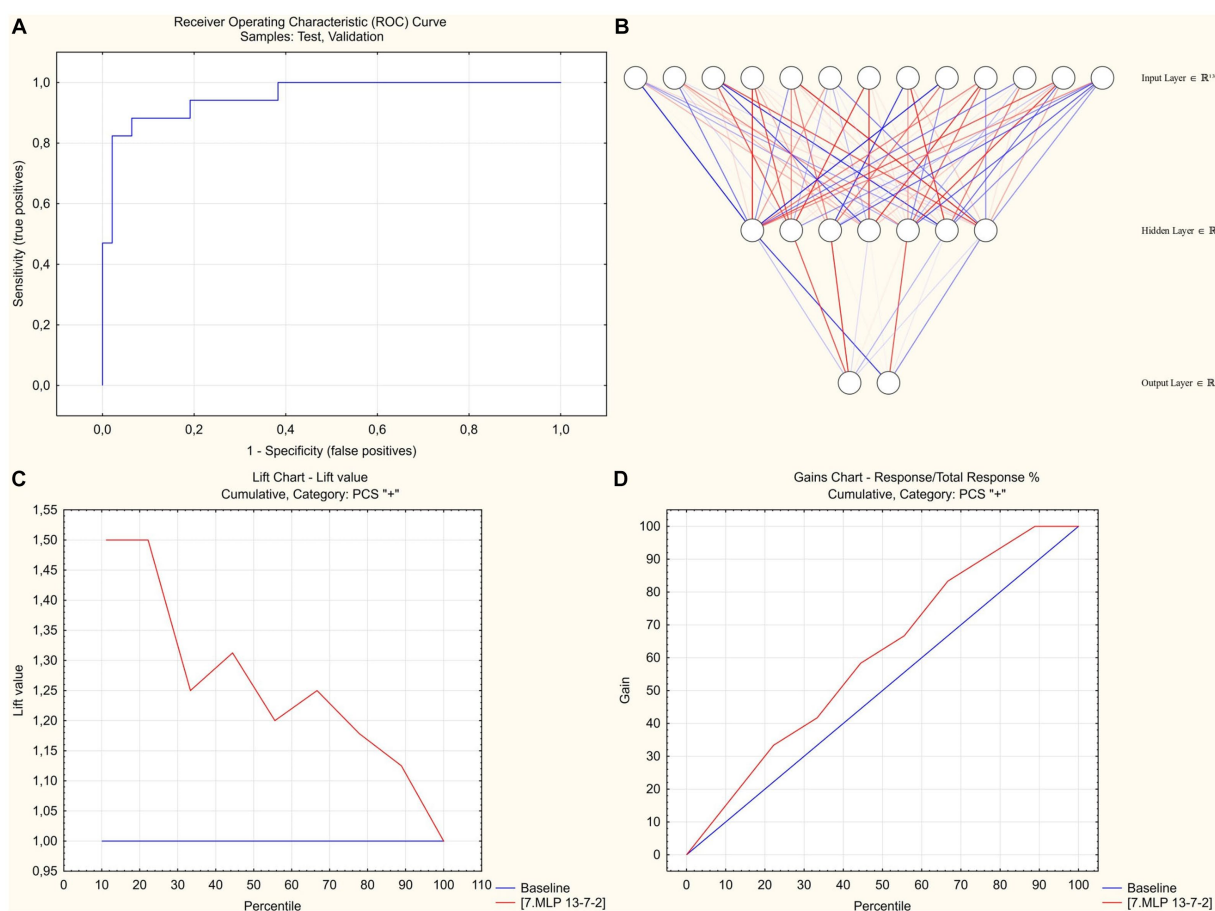 A
Receiver Operating Characteristic (ROC) Curve
Samples: Test, Validation
1,0
0,8
0,6
0,4
0,2
0,0
Sensitivity (true positives)
0,0 0,2 0,4 0,6 0,8 1,0
1 - Specificity (false positives)
B
Input Layer ∈ ℝ¹³
Hidden Layer ∈ ℝ
Output Layer ∈ ℝ
C
Lift Chart - Lift value
Cumulative, Category: PCS "+"
1,55
1,50
1,45
1,40
1,35
1,30
1,25
1,20
1,15
1,10
1,05
1,00
0,95
Lift value
0 10 20 30 40 50 60 70 80 90 100 110
Percentile
Baseline
[7.MLP 13-7-2]
D
Gains Chart - Response/Total Response %
Cumulative, Category: PCS "+"
100
90
80
70
60
50
40
30
20
10
0
Gain
0 10 20 30 40 50 60 70 80 90 100
Percentile
Baseline
[7.MLP 13-7-2]